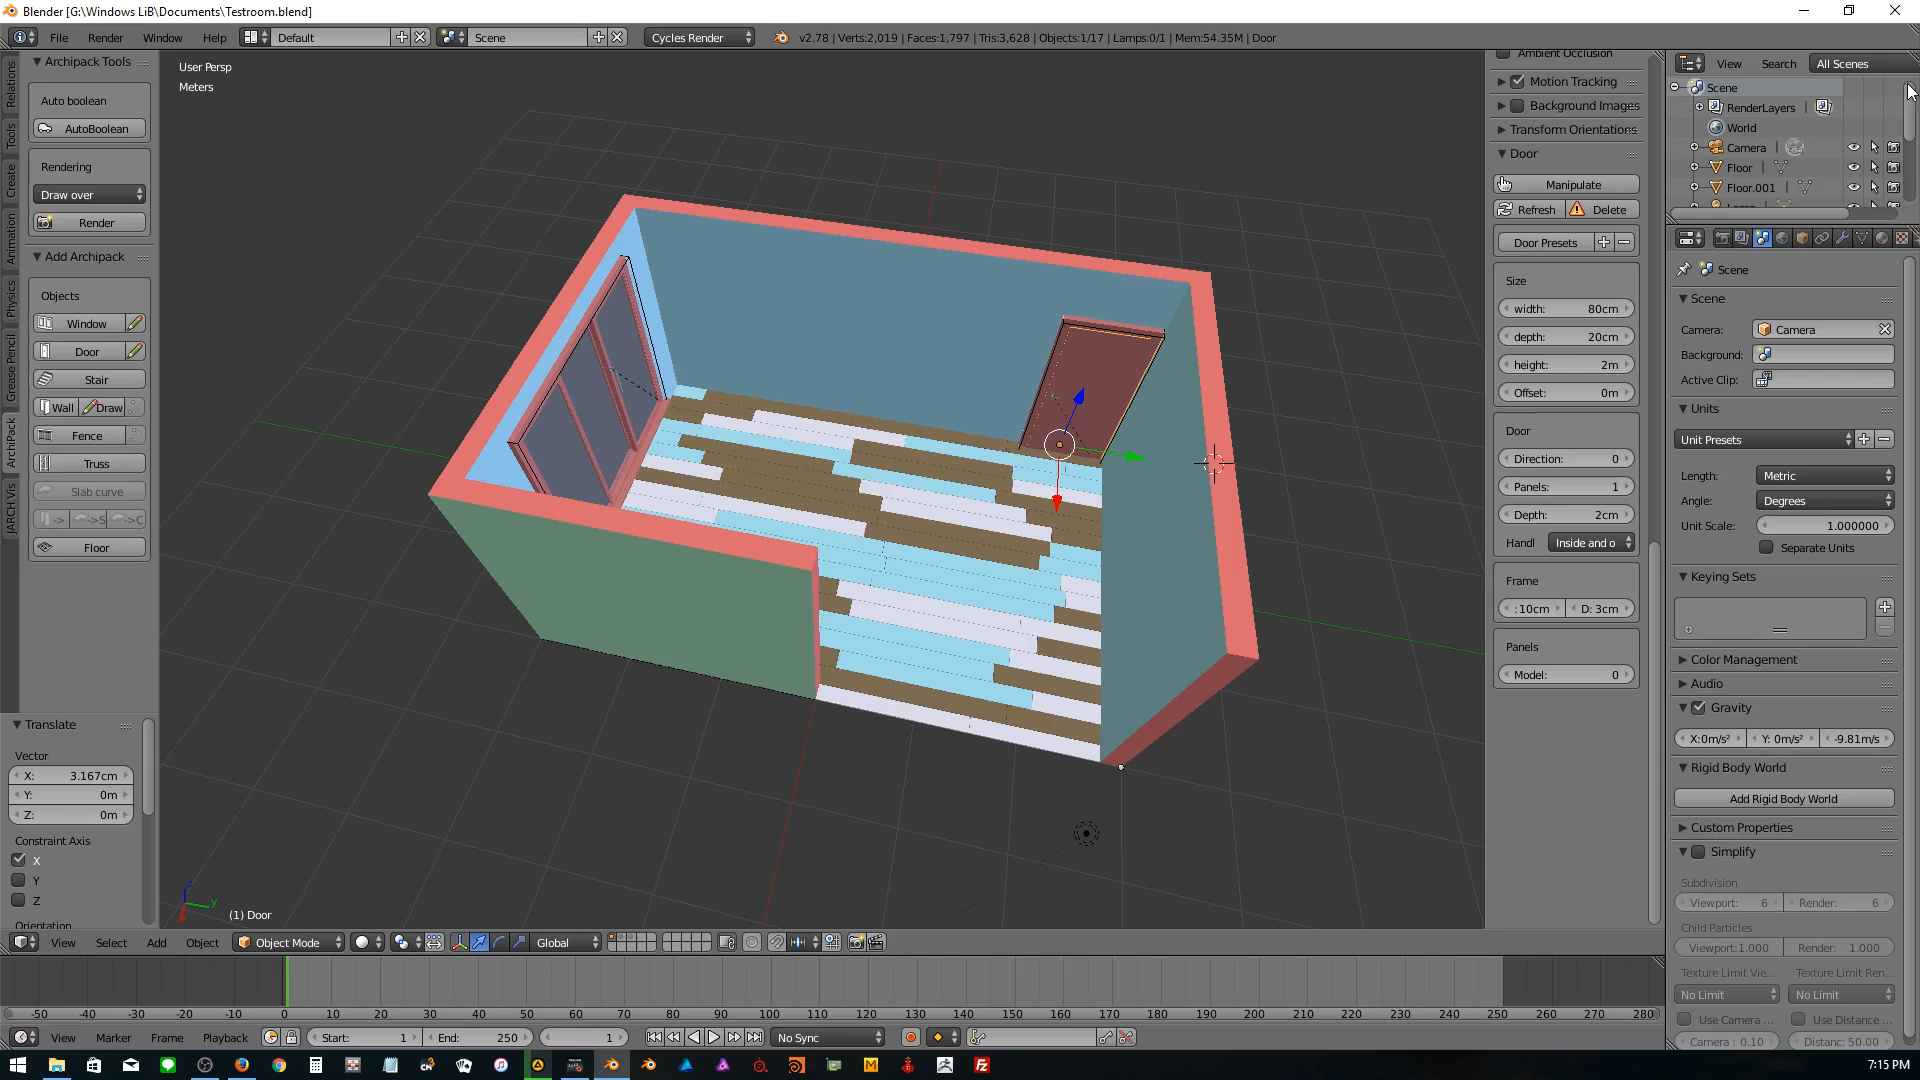 Blender [G:\Windows LiB\Documents\Testroom.blend]
File Render Window Help Default Scene Cycles Render v2.78 | Verts:2,019 | Faces:1,797 | Tris:3,628 | Objects:1/17 | Lamps:0/1 | Mem:54.35M | Door
Relations
Tools
Create
Animation
Physics
Grease Pencil
ArchiPack
JARCH Vis
Archipack Tools
Auto boolean
AutoBoolean
Rendering
Draw over
Render
Add Archipack
Objects
Window
Door
Stair
Wall Draw
Fence
Truss
Slab curve
-> ->S ->C
Floor
Translate
Vector
X: 3.167cm
Y: 0m
Z: 0m
Constraint Axis
X
Y
Z
Orientation
User Persp
Meters
z
y
(1) Door
Ambient Occlusion
Motion Tracking
Background Images
Transform Orientations
Door
Manipulate
Refresh Delete
Door Presets
Size
width: 80cm
depth: 20cm
height: 2m
Offset: 0m
Door
Direction: 0
Panels: 1
Depth: 2cm
Handl Inside and o
Frame
:10cm D: 3cm
Panels
Model: 0
View Search All Scenes
Scene
RenderLayers
World
Camera
Floor
Floor.001
Scene
Scene
Camera: Camera
Background:
Active Clip:
Units
Unit Presets
Length: Metric
Angle: Degrees
Unit Scale: 1.000000
Separate Units
Keying Sets
Color Management
Audio
Gravity
X:0m/s² Y: 0m/s² -9.81m/s
Rigid Body World
Add Rigid Body World
Custom Properties
Simplify
Subdivision
Viewport: 6 Render: 6
Child Particles
Viewport:1.000 Render: 1.000
Texture Limit Vie... Texture Limit Ren...
No Limit No Limit
Use Camera ... Use Distance ...
Camera : 0.10 Distanc: 50.00
View Select Add Object Object Mode Global
-50 -40 -30 -20 -10 0 10 20 30 40 50 60 70 80 90 100 110 120 130 140 150 160 170 180 190 200 210 220 230 240 250 260 270 280
View Marker Frame Playback Start: 1 End: 250 1 No Sync
7:15 PM